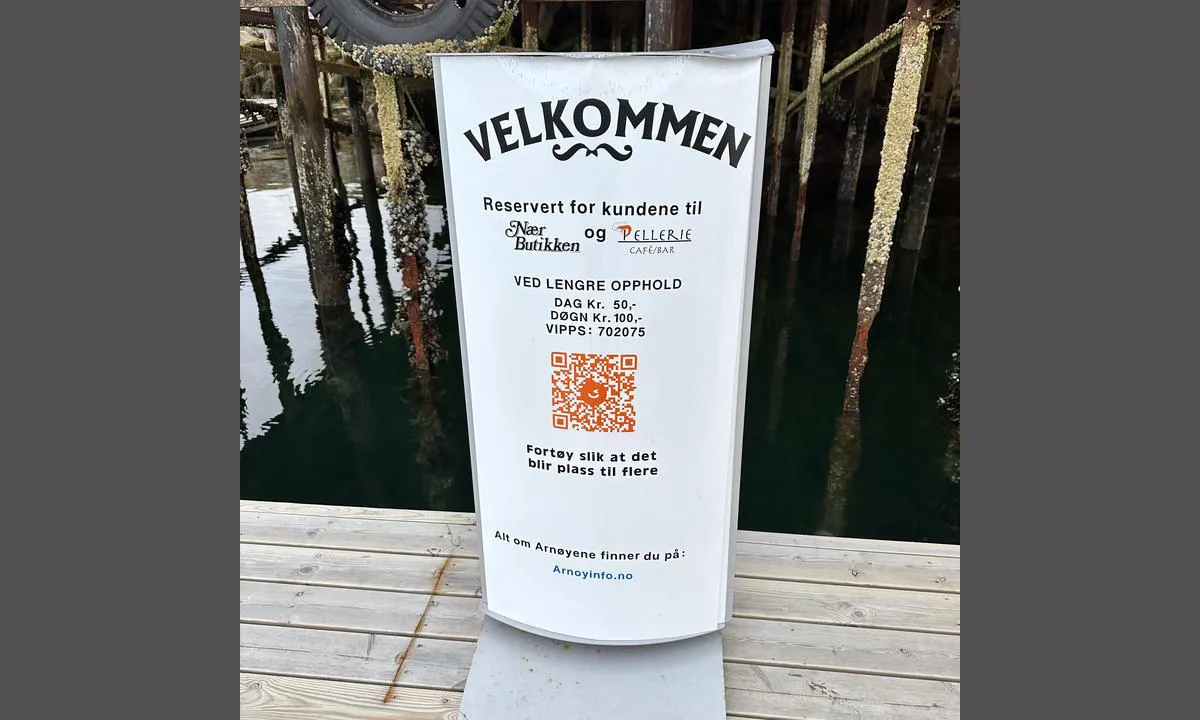 VELKOMMEN
Reservert for kundene til
Nær Butikken og PELLERIE
CAFÈ/BAR
VED LENGRE OPPHOLD
DAG Kr. 50,-
DØGN Kr. 100,-
VIPPS: 702075
Fortøy slik at det
blir plass til flere
Alt om Arnøyene finner du på:
Arnoyinfo.no